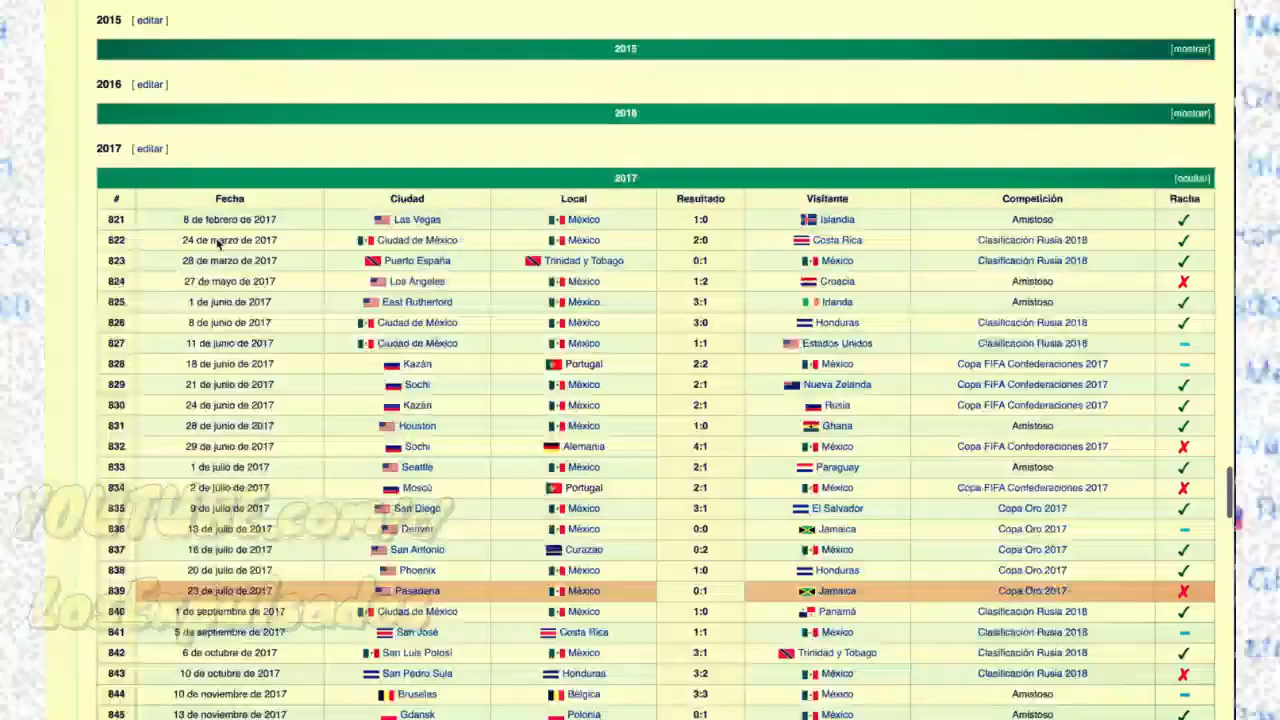 2015 [ editar ]
2015 [mostrar]
2016 [ editar ]
2016 [mostrar]
2017 [ editar ]
2017 [ocultar]
# Fecha Ciudad Local Resultado Visitante Competición Racha
821 8 de febrero de 2017 Las Vegas México 1:0 Islandia Amistoso ✓
822 24 de marzo de 2017 Ciudad de México México 2:0 Costa Rica Clasificación Rusia 2018 ✓
823 28 de marzo de 2017 Puerto España Trinidad y Tobago 0:1 México Clasificación Rusia 2018 ✓
824 27 de mayo de 2017 Los Ángeles México 1:2 Croacia Amistoso ✗
825 1 de junio de 2017 East Rutherford México 3:1 Irlanda Amistoso ✓
826 8 de junio de 2017 Ciudad de México México 3:0 Honduras Clasificación Rusia 2018 ✓
827 11 de junio de 2017 Ciudad de México México 1:1 Estados Unidos Clasificación Rusia 2018 –
828 18 de junio de 2017 Kazán Portugal 2:2 México Copa FIFA Confederaciones 2017 –
829 21 de junio de 2017 Sochi México 2:1 Nueva Zelanda Copa FIFA Confederaciones 2017 ✓
830 24 de junio de 2017 Kazán México 2:1 Rusia Copa FIFA Confederaciones 2017 ✓
831 28 de junio de 2017 Houston México 1:0 Ghana Amistoso ✓
832 29 de junio de 2017 Sochi Alemania 4:1 México Copa FIFA Confederaciones 2017 ✗
833 1 de julio de 2017 Seattle México 2:1 Paraguay Amistoso ✓
834 2 de julio de 2017 Moscú Portugal 2:1 México Copa FIFA Confederaciones 2017 ✗
835 9 de julio de 2017 San Diego México 3:1 El Salvador Copa Oro 2017 ✓
836 13 de julio de 2017 Denver México 0:0 Jamaica Copa Oro 2017 –
837 16 de julio de 2017 San Antonio Curazao 0:2 México Copa Oro 2017 ✓
838 20 de julio de 2017 Phoenix México 1:0 Honduras Copa Oro 2017 ✓
839 23 de julio de 2017 Pasadena México 0:1 Jamaica Copa Oro 2017 ✗
840 1 de septiembre de 2017 Ciudad de México México 1:0 Panamá Clasificación Rusia 2018 ✓
841 5 de septiembre de 2017 San José Costa Rica 1:1 México Clasificación Rusia 2018 –
842 6 de octubre de 2017 San Luis Potosí México 3:1 Trinidad y Tobago Clasificación Rusia 2018 ✓
843 10 de octubre de 2017 San Pedro Sula Honduras 3:2 México Clasificación Rusia 2018 ✗
844 10 de noviembre de 2017 Bruselas Bélgica 3:3 México Amistoso –
845 13 de noviembre de 2017 Gdansk Polonia 0:1 México Amistoso ✓